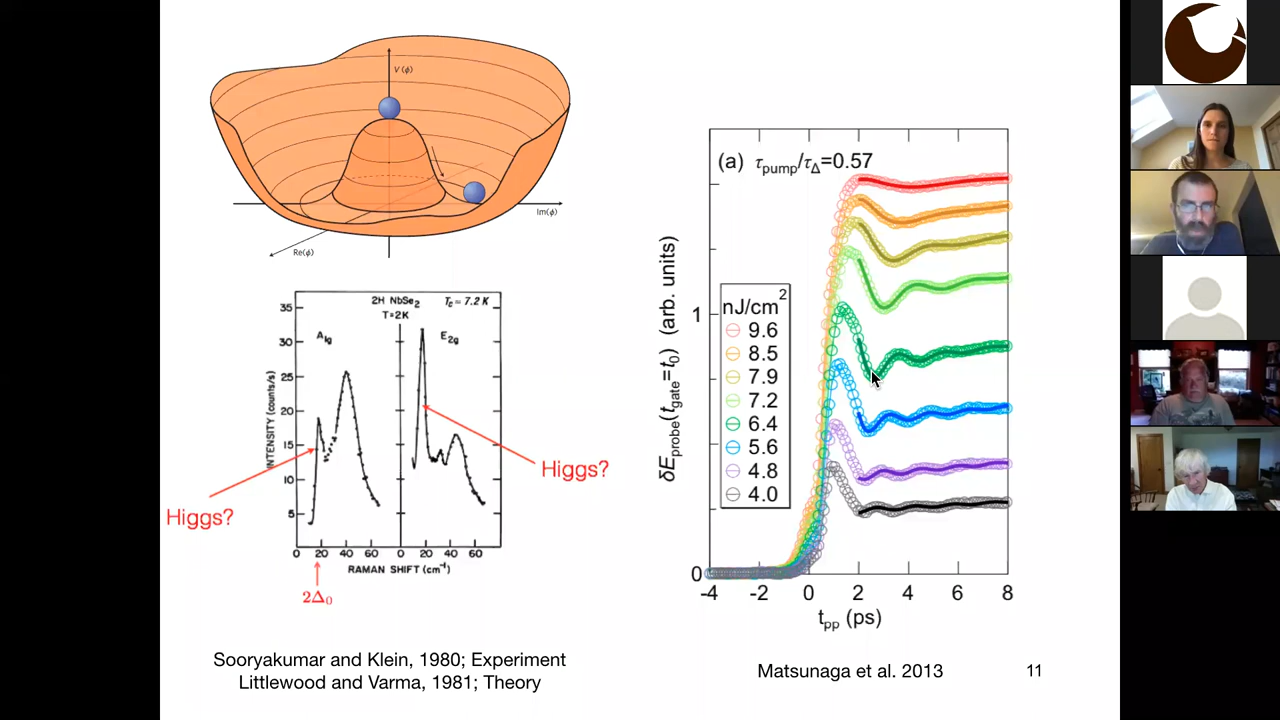 V(ϕ)
Im(ϕ)
Re(ϕ)
2H NbSe2
Tc = 7.2 K
T=2K
A1g
E2g
INTENSITY (counts/s)
35
30
25
20
15
10
5
0 20 40 60 0 20 40 60
RAMAN SHIFT (cm-1)
Higgs?
Higgs?
2Δ0
Sooryakumar and Klein, 1980; Experiment
Littlewood and Varma, 1981; Theory
(a) τpump/τΔ=0.57
δEprobe(tgate=t0) (arb. units)
1
0
nJ/cm2
9.6
8.5
7.9
7.2
6.4
5.6
4.8
4.0
-4 -2 0 2 4 6 8
tpp (ps)
Matsunaga et al. 2013
11